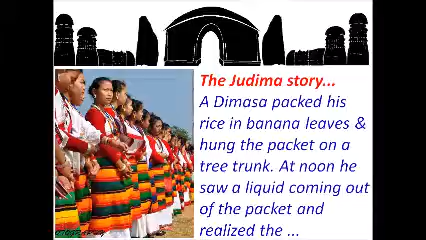 The Judima story...
A Dimasa packed his
rice in banana leaves &
hung the packet on a
tree trunk. At noon he
saw a liquid coming out
of the packet and
realized the ...